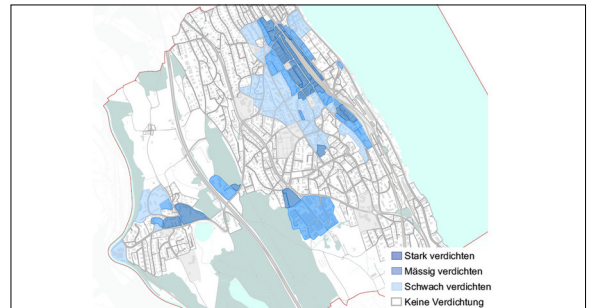 Stark verdichten
Mässig verdichten
Schwach verdichten
Keine Verdichtung